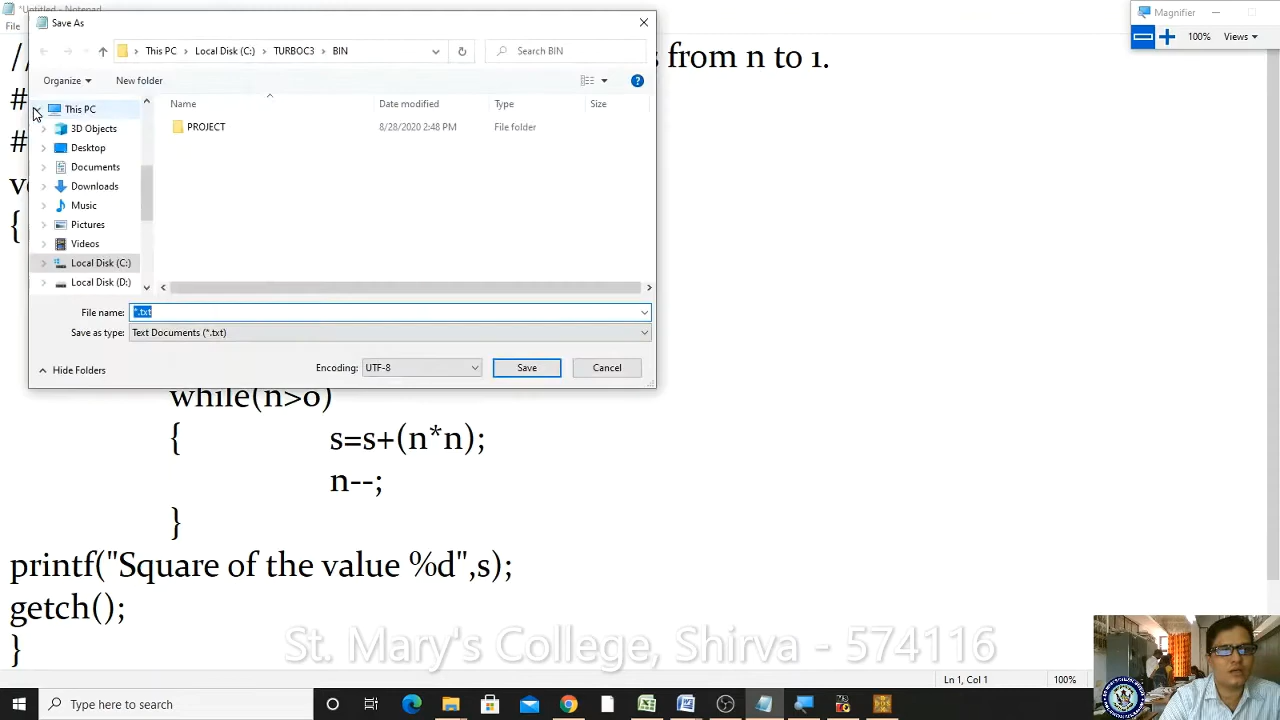 *Untitled - Notepad
File
Save As
Magnifier
This PC > Local Disk (C:) > TURBOC3 > BIN
Search BIN
100%
Views
s from n to 1.
Organize
New folder
Name
Date modified
Type
Size
PROJECT
8/28/2020 2:48 PM
File folder
This PC
3D Objects
Desktop
Documents
Downloads
Music
Pictures
Videos
Local Disk (C:)
Local Disk (D:)
#
#
{
File name:
*.txt
Save as type:
Text Documents (*.txt)
Hide Folders
Encoding:
UTF-8
Save
Cancel
while(n>0)
{ s=s+(n*n);
n--;
}
printf("Square of the value %d",s);
getch();
}
St. Mary's College, Shirva - 574116
Ln 1, Col 1
100%
Type here to search